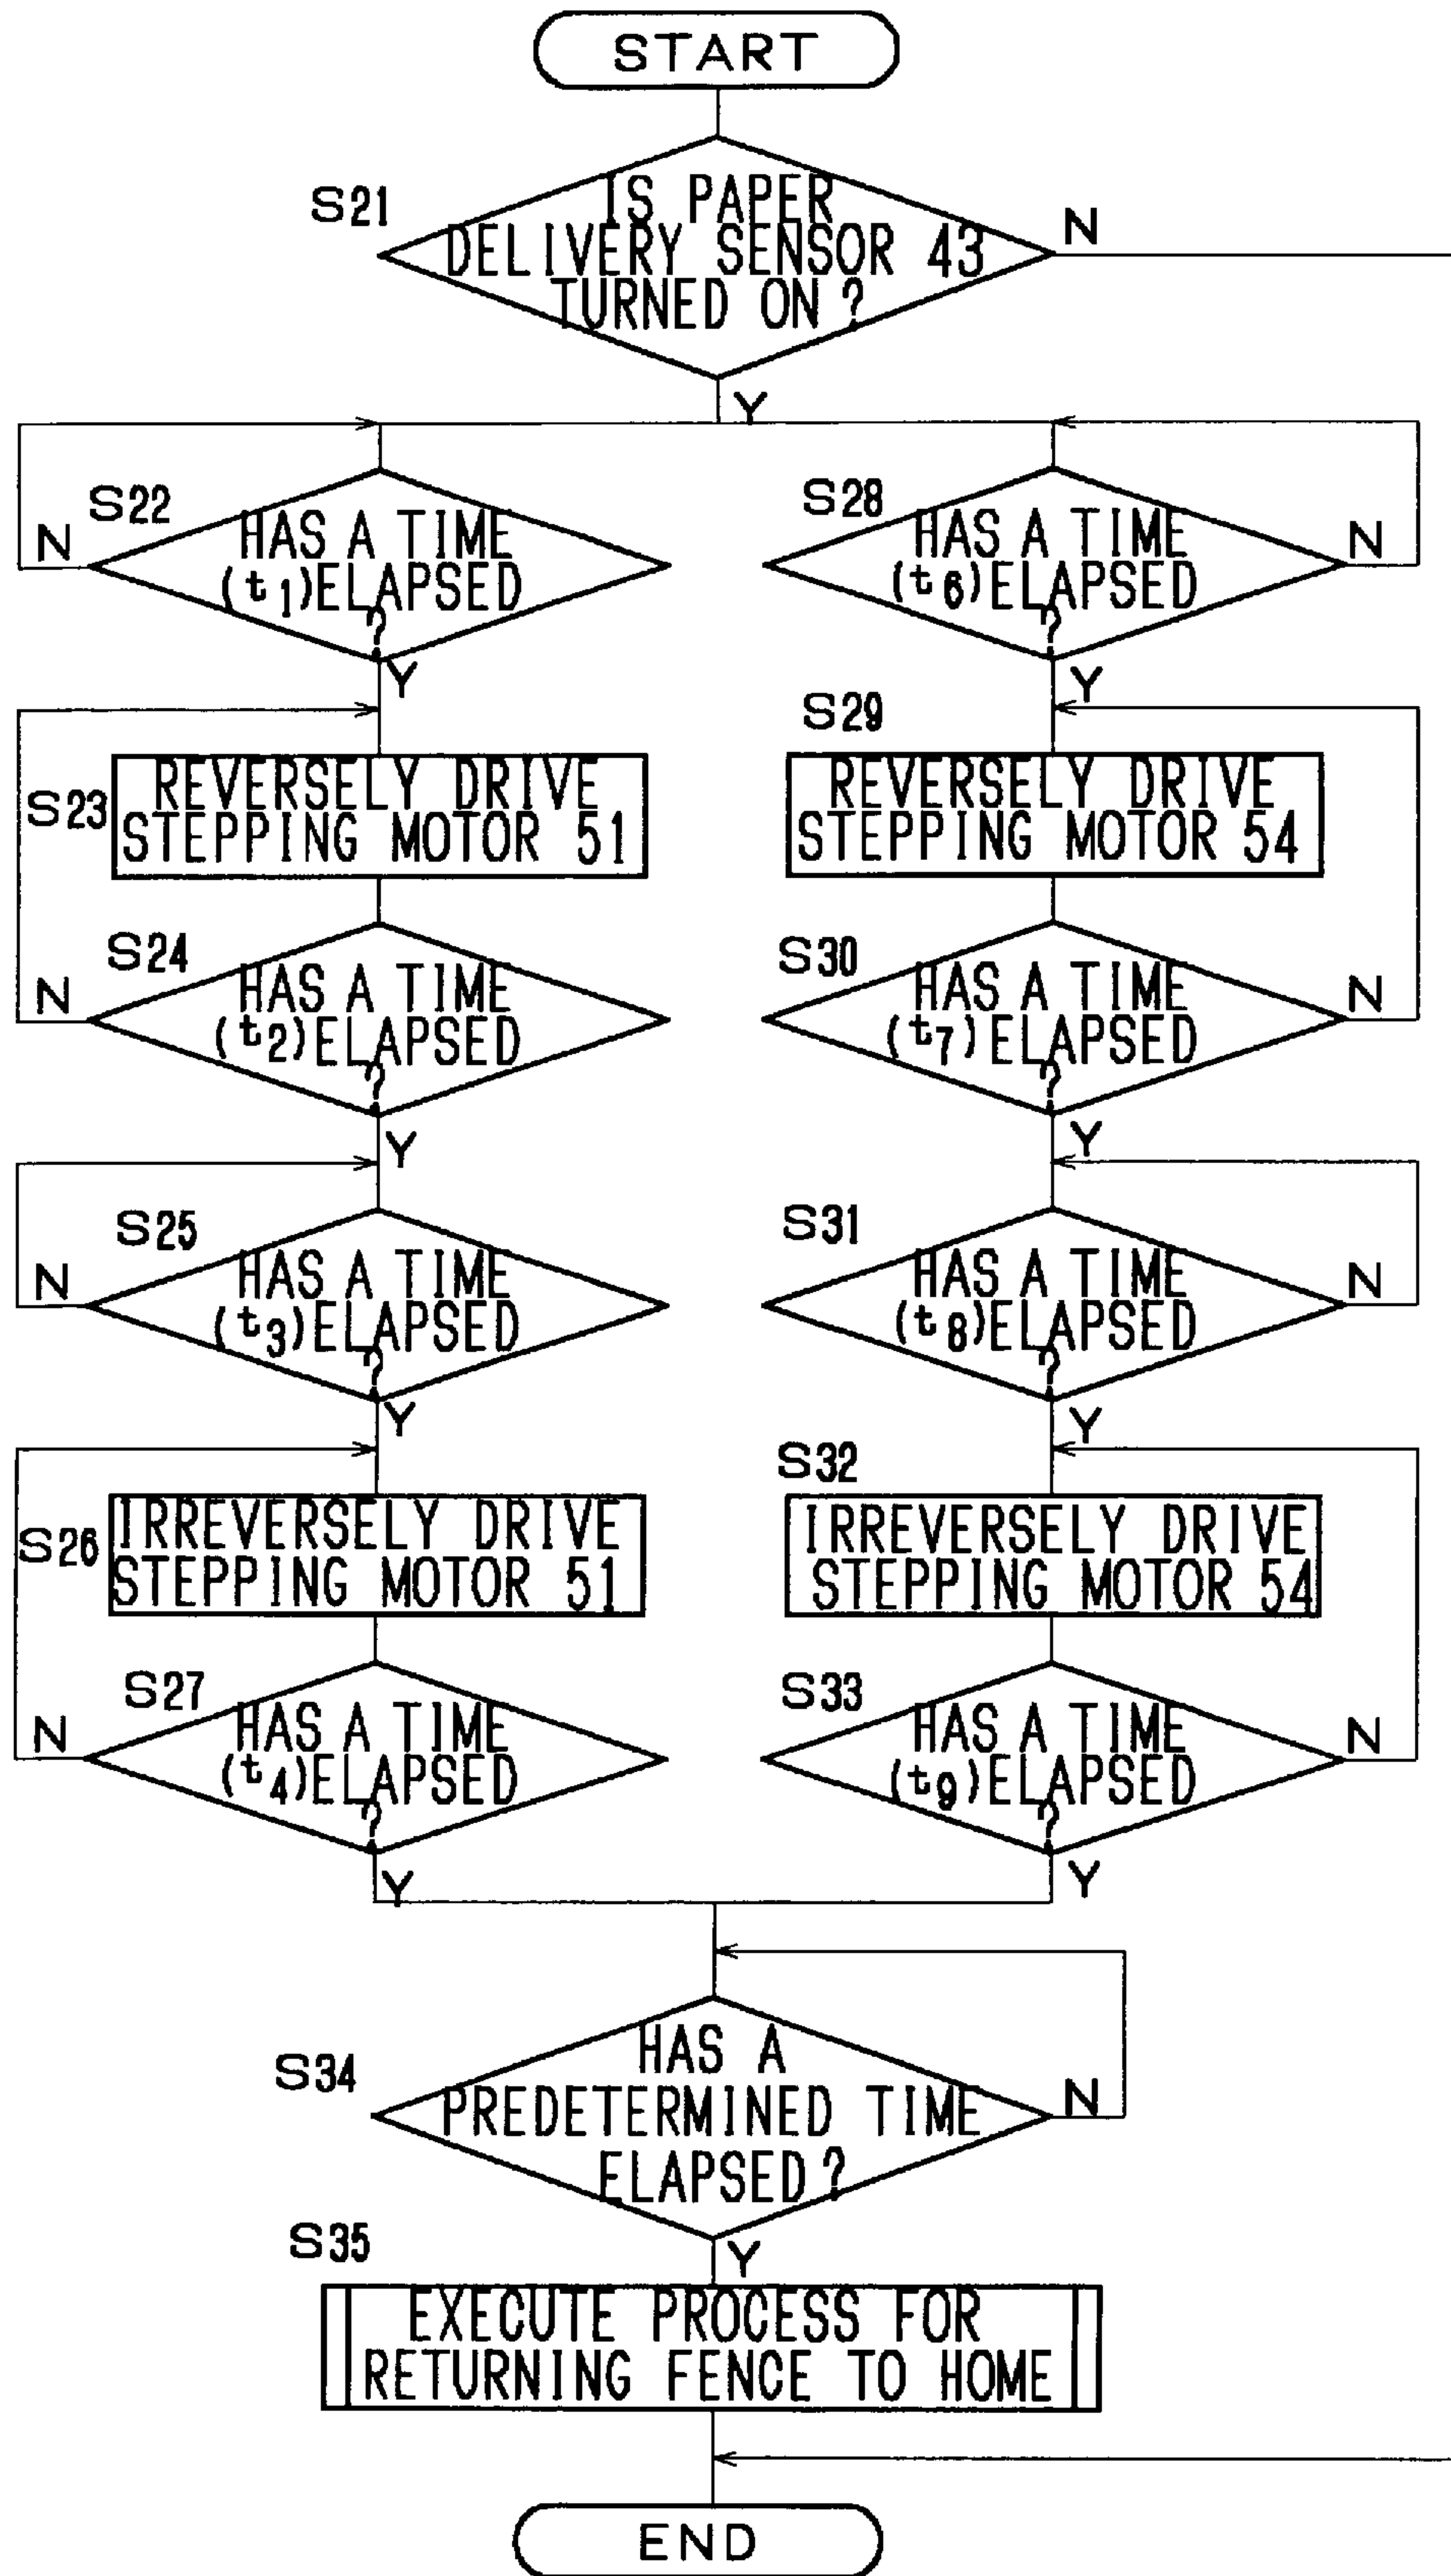 START
S21
IS PAPER
DELIVERY SENSOR 43
TURNED ON ?
N
Y
S22
HAS A TIME
(t1)ELAPSED
?
N
Y
S23
REVERSELY DRIVE
STEPPING MOTOR 51
S24
HAS A TIME
(t2)ELAPSED
?
N
Y
S25
HAS A TIME
(t3)ELAPSED
?
N
Y
S26
IRREVERSELY DRIVE
STEPPING MOTOR 51
S27
HAS A TIME
(t4)ELAPSED
?
N
Y
S28
HAS A TIME
(t6)ELAPSED
?
N
Y
S29
REVERSELY DRIVE
STEPPING MOTOR 54
S30
HAS A TIME
(t7)ELAPSED
?
N
Y
S31
HAS A TIME
(t8)ELAPSED
?
N
Y
S32
IRREVERSELY DRIVE
STEPPING MOTOR 54
S33
HAS A TIME
(t9)ELAPSED
?
N
Y
S34
HAS A
PREDETERMINED TIME
ELAPSED ?
N
Y
S35
EXECUTE PROCESS FOR
RETURNING FENCE TO HOME
END